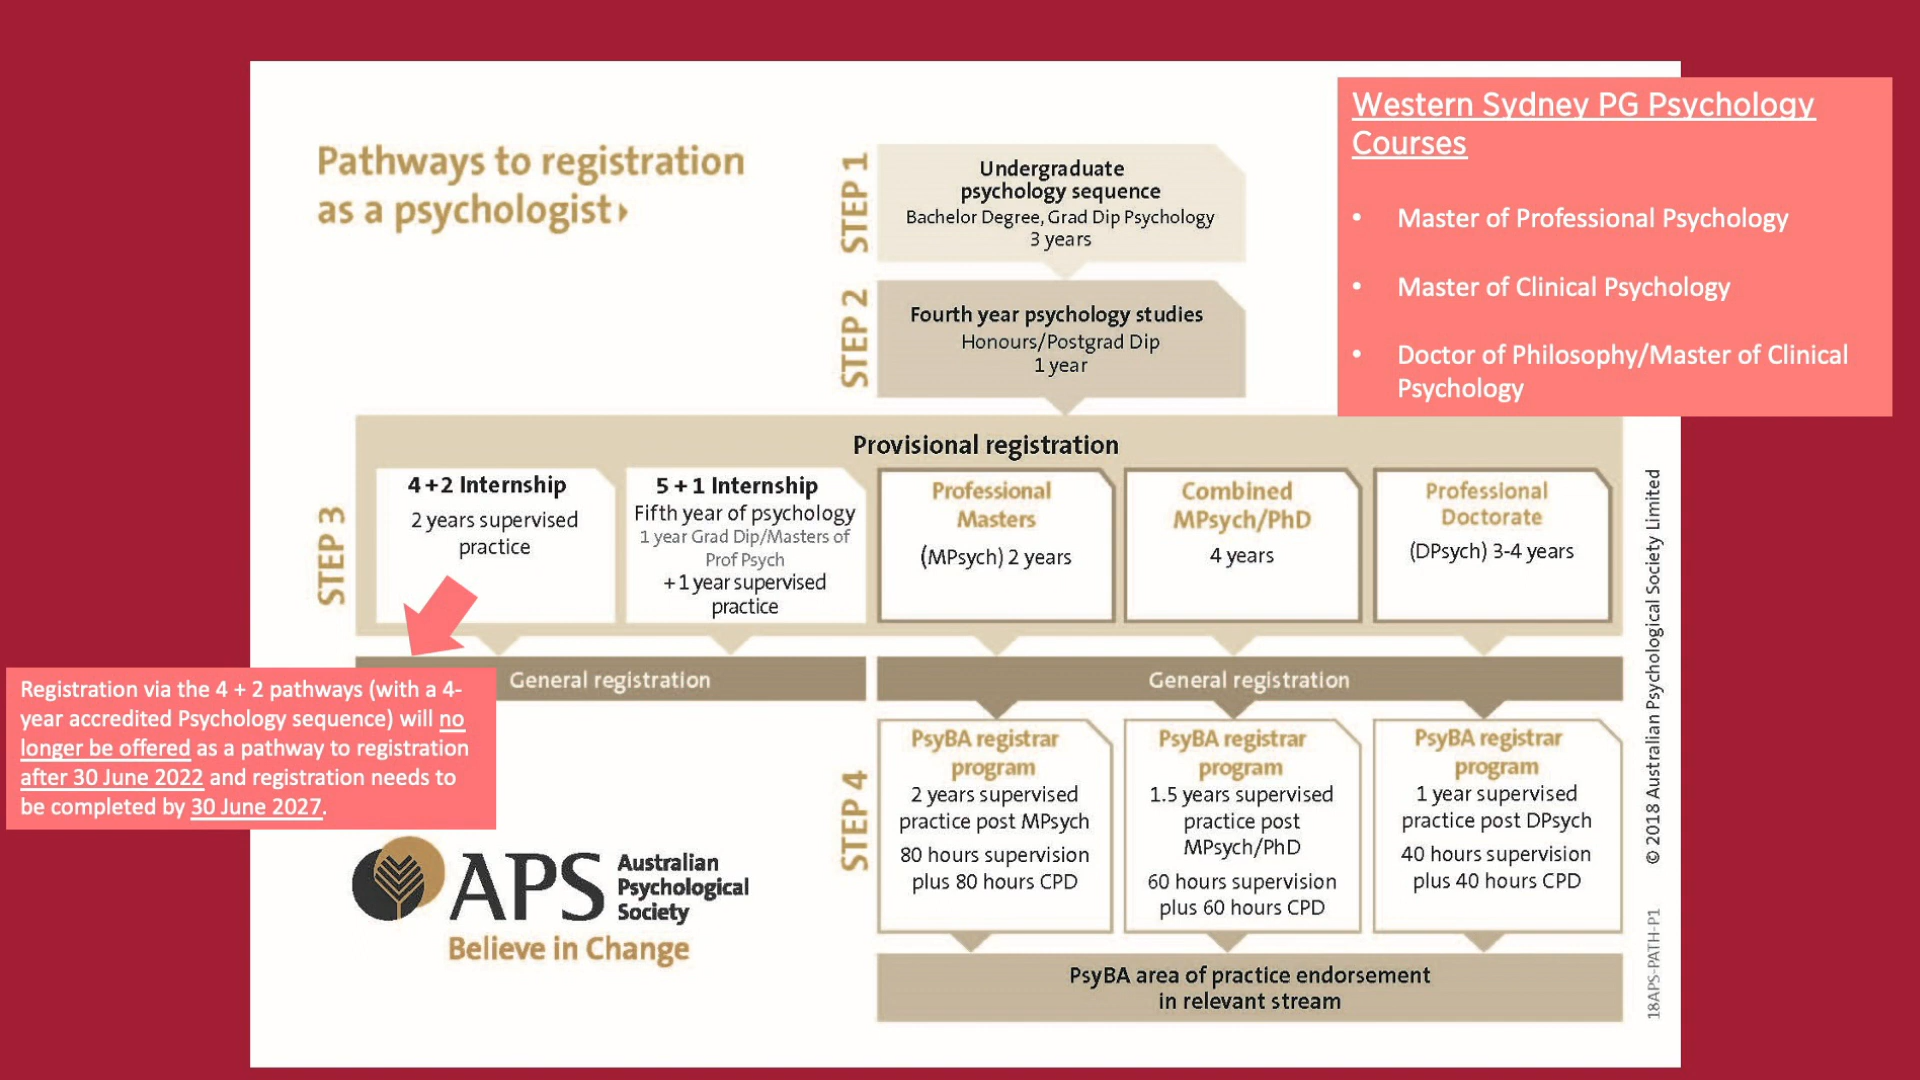 Pathways to registration
as a psychologist
STEP 1
Undergraduate
psychology sequence
Bachelor Degree, Grad Dip Psychology
3 years
STEP 2
Fourth year psychology studies
Honours/Postgrad Dip
1 year
Western Sydney PG Psychology
Courses
• Master of Professional Psychology
• Master of Clinical Psychology
• Doctor of Philosophy/Master of Clinical
Psychology
STEP 3
Provisional registration
4+2 Internship
2 years supervised
practice
5 + 1 Internship
Fifth year of psychology
1 year Grad Dip/Masters of
Prof Psych
+ 1 year supervised
practice
Professional
Masters
(MPsych) 2 years
Combined
MPsych/PhD
4 years
Professional
Doctorate
(DPsych) 3-4 years
General registration
General registration
Registration via the 4 + 2 pathways (with a 4-
year accredited Psychology sequence) will no
longer be offered as a pathway to registration
after 30 June 2022 and registration needs to
be completed by 30 June 2027.
STEP 4
PsyBA registrar
program
2 years supervised
practice post MPsych
80 hours supervision
plus 80 hours CPD
PsyBA registrar
program
1.5 years supervised
practice post
MPsych/PhD
60 hours supervision
plus 60 hours CPD
PsyBA registrar
program
1 year supervised
practice post DPsych
40 hours supervision
plus 40 hours CPD
PsyBA area of practice endorsement
in relevant stream
APS
Australian
Psychological
Society
Believe in Change
© 2018 Australian Psychological Society Limited
18APS-PATH-P1